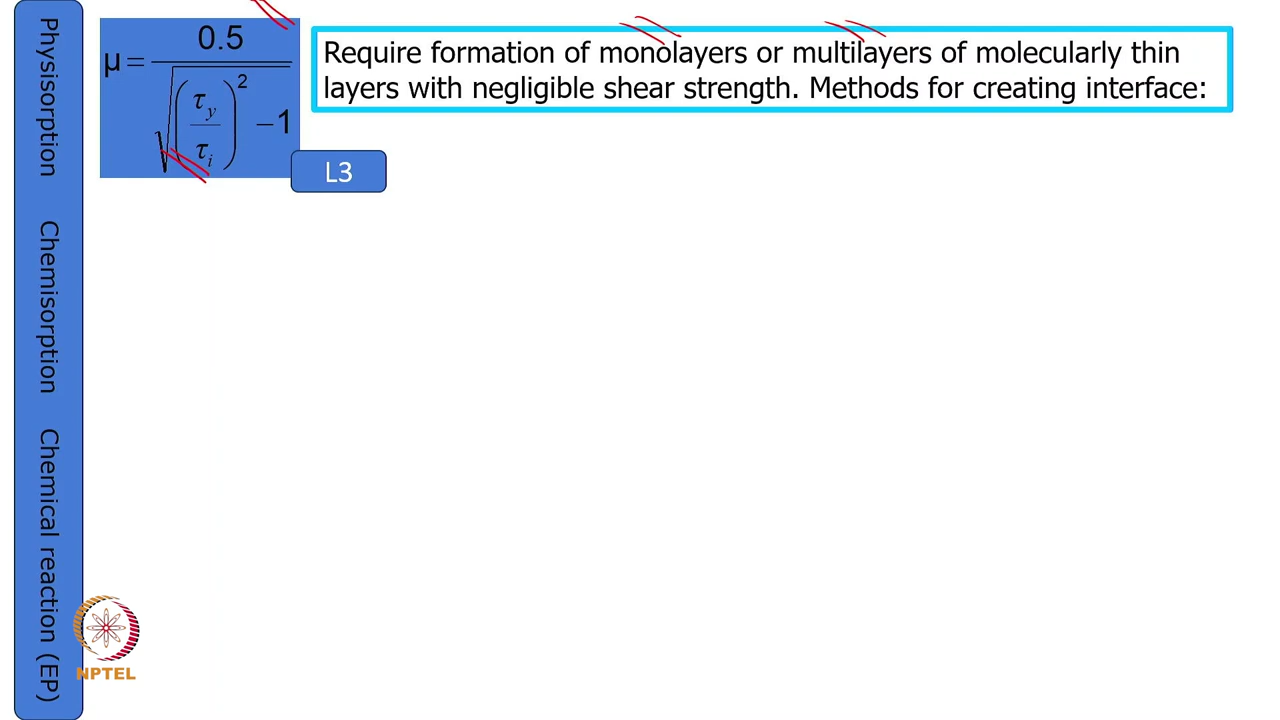 μ = 0.5 / √((τy/τi)² − 1)
Require formation of monolayers or multilayers of molecularly thin
layers with negligible shear strength. Methods for creating interface:
L3
Physisorption
Chemisorption
Chemical reaction (EP)
NPTEL